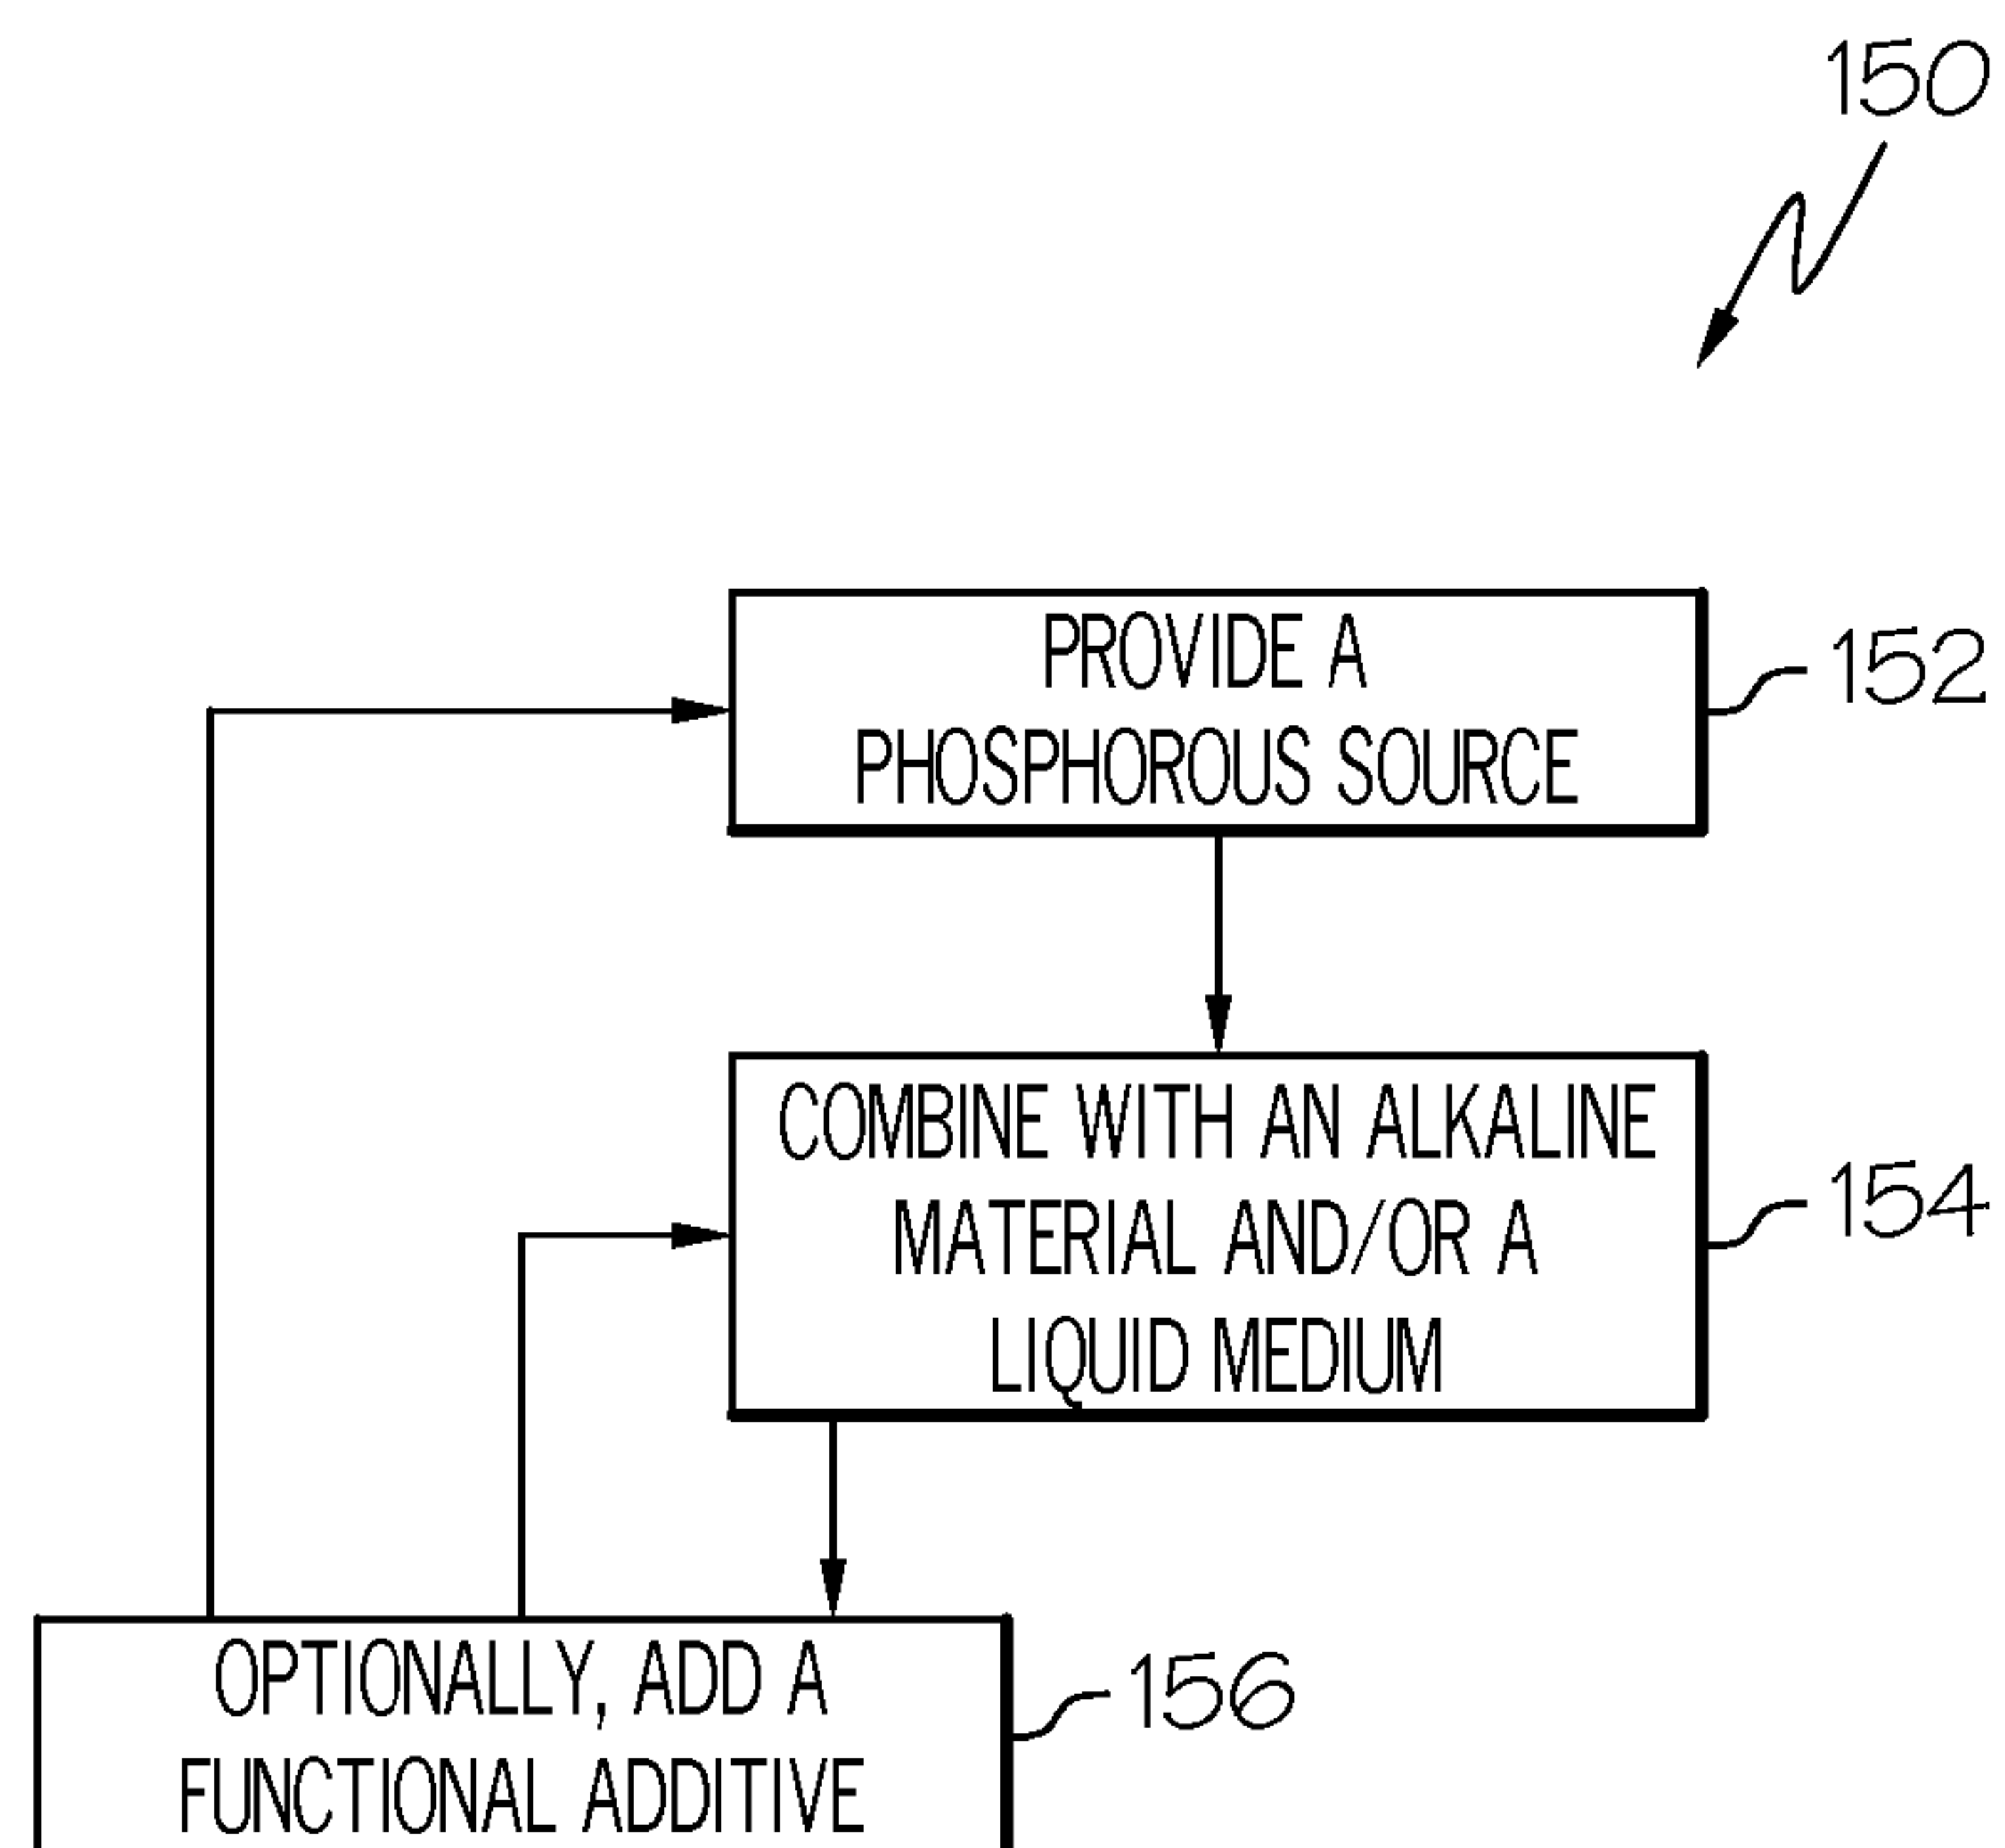 150
PROVIDE A
PHOSPHOROUS SOURCE
152
COMBINE WITH AN ALKALINE
MATERIAL AND/OR A
LIQUID MEDIUM
154
OPTIONALLY, ADD A
FUNCTIONAL ADDITIVE
156